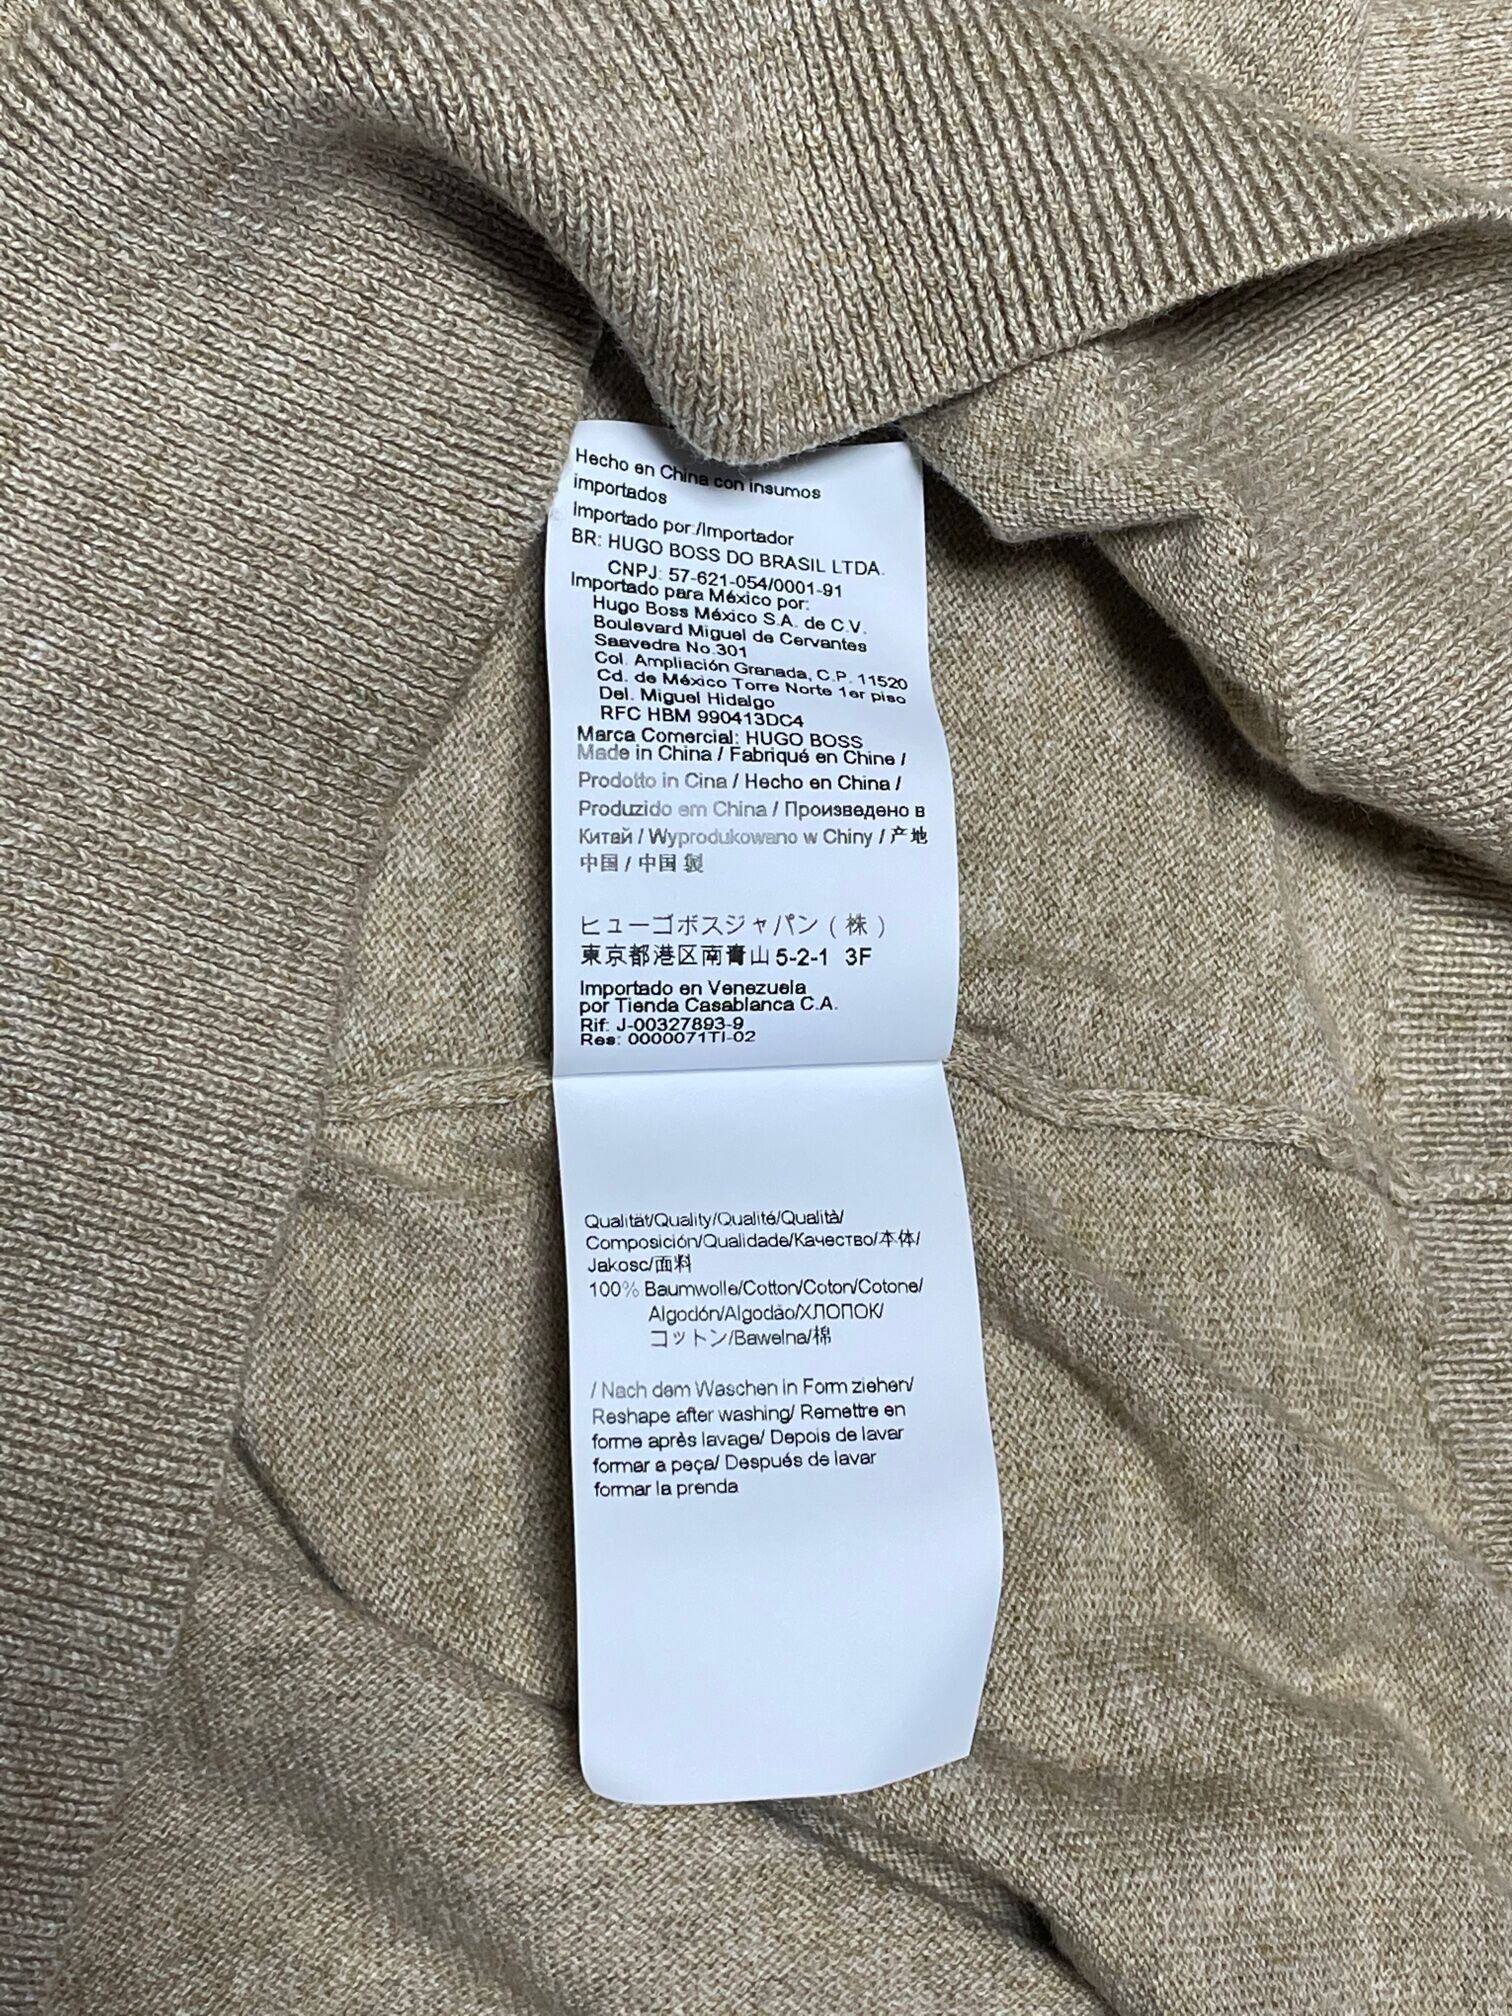 Hecho en China con insumos
importados
Importado por:/Importador
BR: HUGO BOSS DO BRASIL LTDA.
CNPJ: 57-621-054/0001-91
Importado para México por:
Hugo Boss México S.A. de C.V.
Boulevard Miguel de Cervantes
Saavedra No.301
Col. Ampliación Granada, C.P. 11520
Cd. de México Torre Norte 1er piso
Del. Miguel Hidalgo
RFC HBM 990413DC4
Marca Comercial: HUGO BOSS
Made in China / Fabriqué en Chine /
Prodotto in Cina / Hecho en China /
Produzido em China / Произведено в
Китай / Wyprodukowano w Chiny / 产地
中国 / 中国 製
ヒューゴボスジャパン ( 株 )
東京都港区南青山 5-2-1 3F
Importado en Venezuela
por Tienda Casablanca C.A.
Rif: J-00327893-9
Res: 0000071TI-02
Qualität/Quality/Qualité/Qualità/
Composición/Qualidade/Качество/本体/
Jakosc/面料
100% Baumwolle/Cotton/Coton/Cotone/
Algodón/Algodão/ХЛОПОК/
コットン/Bawelna/棉
/ Nach dem Waschen in Form ziehen/
Reshape after washing/ Remettre en
forme après lavage/ Depois de lavar
formar a peça/ Después de lavar
formar la prenda